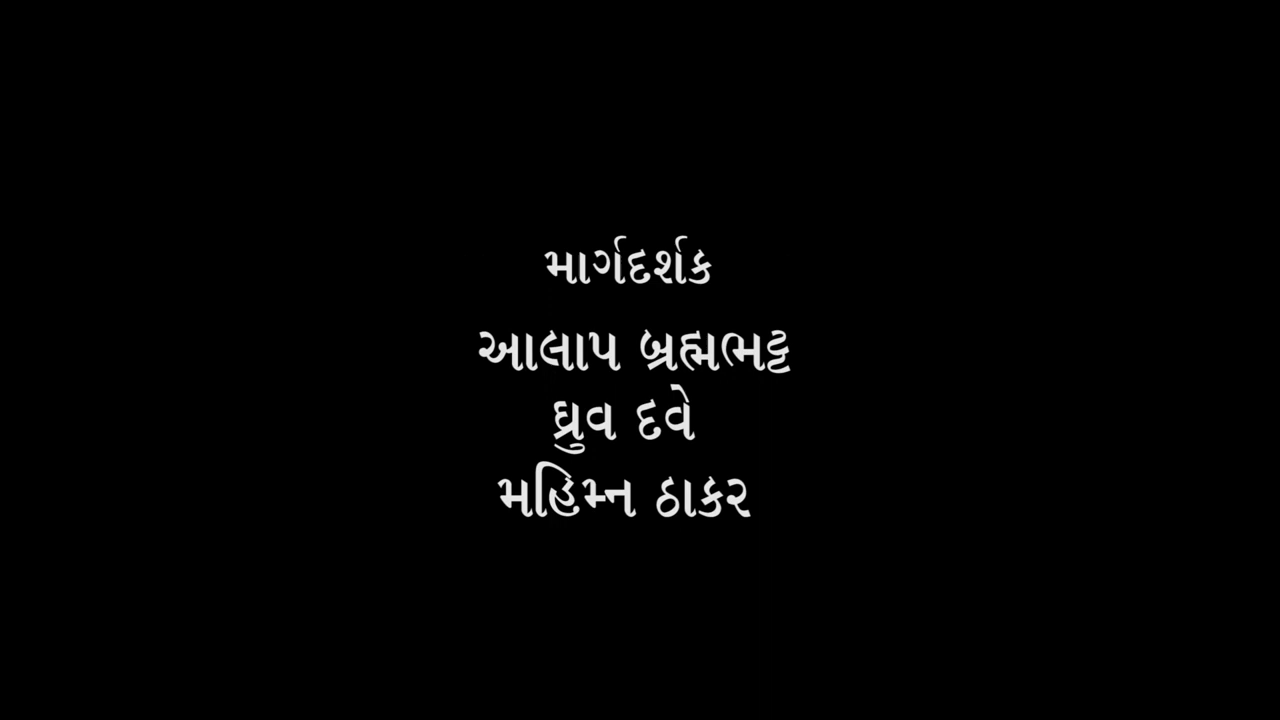 માર્ગદર્શક
આલાપ બ્રહ્મભટ્ટ
ધ્રુવ દવે
મહિમ્ન ઠાકર